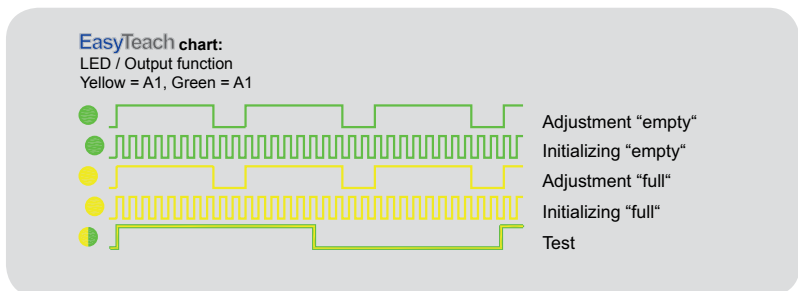 EasyTeach chart:
LED / Output function
Yellow = A1, Green = A1
Adjustment “empty“
Initializing “empty“
Adjustment “full“
Initializing “full“
Test